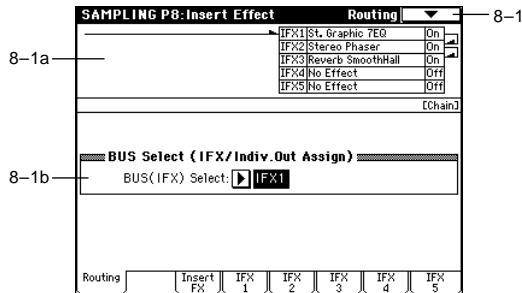 SAMPLING P8:Insert Effect Routing
8–1
IFX1 St. Graphic 7EQ On
IFX2 Stereo Phaser On
8–1a
IFX3 Reverb SmoothHall On
IFX4 No Effect Off
IFX5 No Effect Off
[Chain]
BUS Select (IFX/Indiv.Out Assign)
8–1b
BUS(IFX) Select: IFX1
Routing Insert FX IFX 1 IFX 2 IFX 3 IFX 4 IFX 5